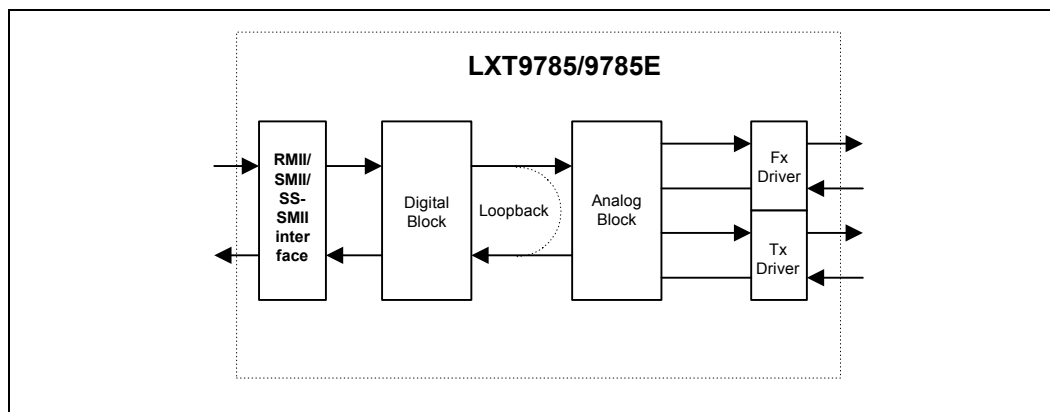 LXT9785/9785E
RMII/
SMII/
SS-
SMII
inter
face
Digital
Block
Loopback
Analog
Block
Fx
Driver
Tx
Driver